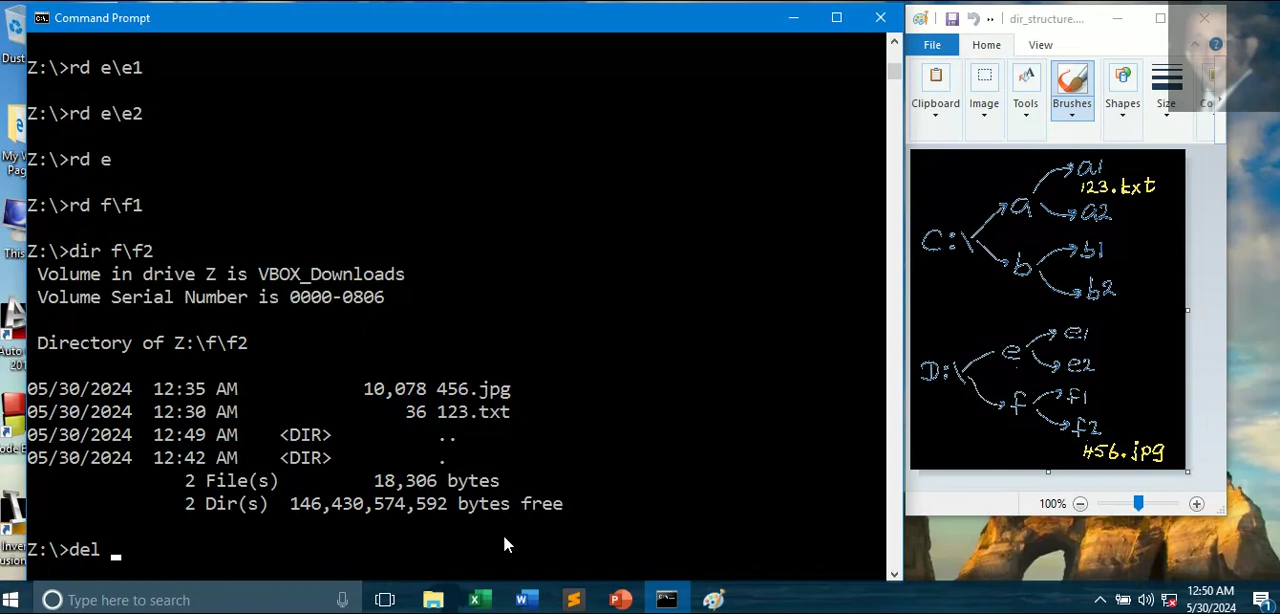 Command Prompt
Z:\>rd e\e1
Z:\>rd e\e2
Z:\>rd e
Z:\>rd f\f1
Z:\>dir f\f2
Volume in drive Z is VBOX_Downloads
Volume Serial Number is 0000-0806
Directory of Z:\f\f2
05/30/2024 12:35 AM 10,078 456.jpg
05/30/2024 12:30 AM 36 123.txt
05/30/2024 12:49 AM <DIR> ..
05/30/2024 12:42 AM <DIR> .
2 File(s) 18,306 bytes
2 Dir(s) 146,430,574,592 bytes free
Z:\>del _
dir_structure....
File Home View
Clipboard Image Tools Brushes Shapes Size
a1
123.txt
a a2
C:\
b1
b
b2
e1
e
e2
D:\
f1
f
f2
456.jpg
100%
Dust
My
Pag
This
Auto
Type here to search
12:50 AM
5/30/2024